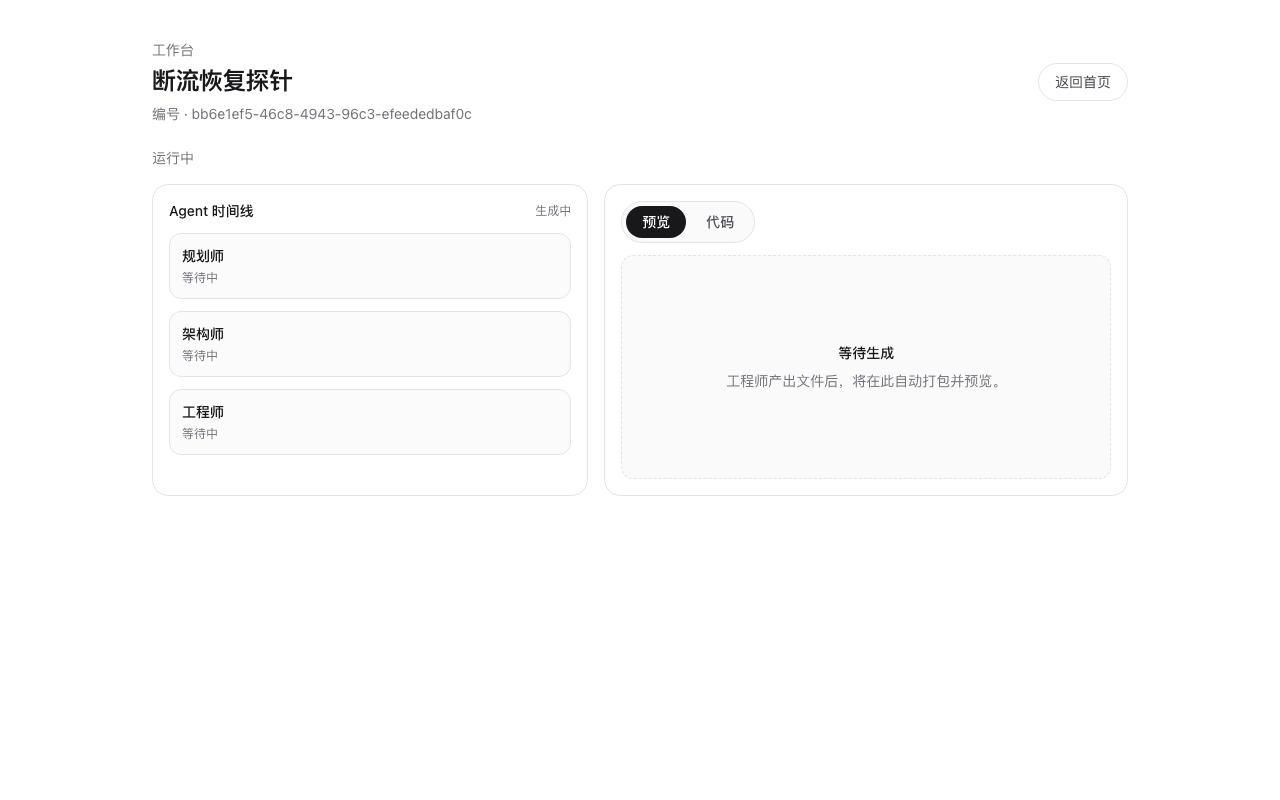 工作台
断流恢复探针
编号 · bb6e1ef5-46c8-4943-96c3-efeededbaf0c
返回首页
运行中
Agent 时间线
生成中
规划师
等待中
架构师
等待中
工程师
等待中
预览
代码
等待生成
工程师产出文件后，将在此自动打包并预览。